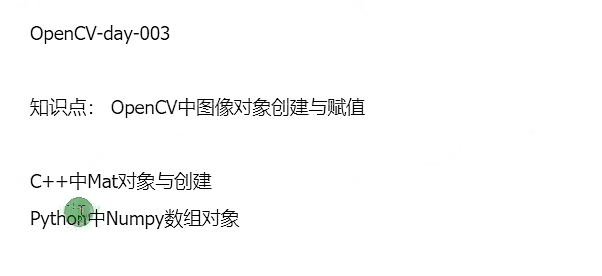 OpenCV-day-003
知识点： OpenCV中图像对象创建与赋值
C++中Mat对象与创建
Python中Numpy数组对象